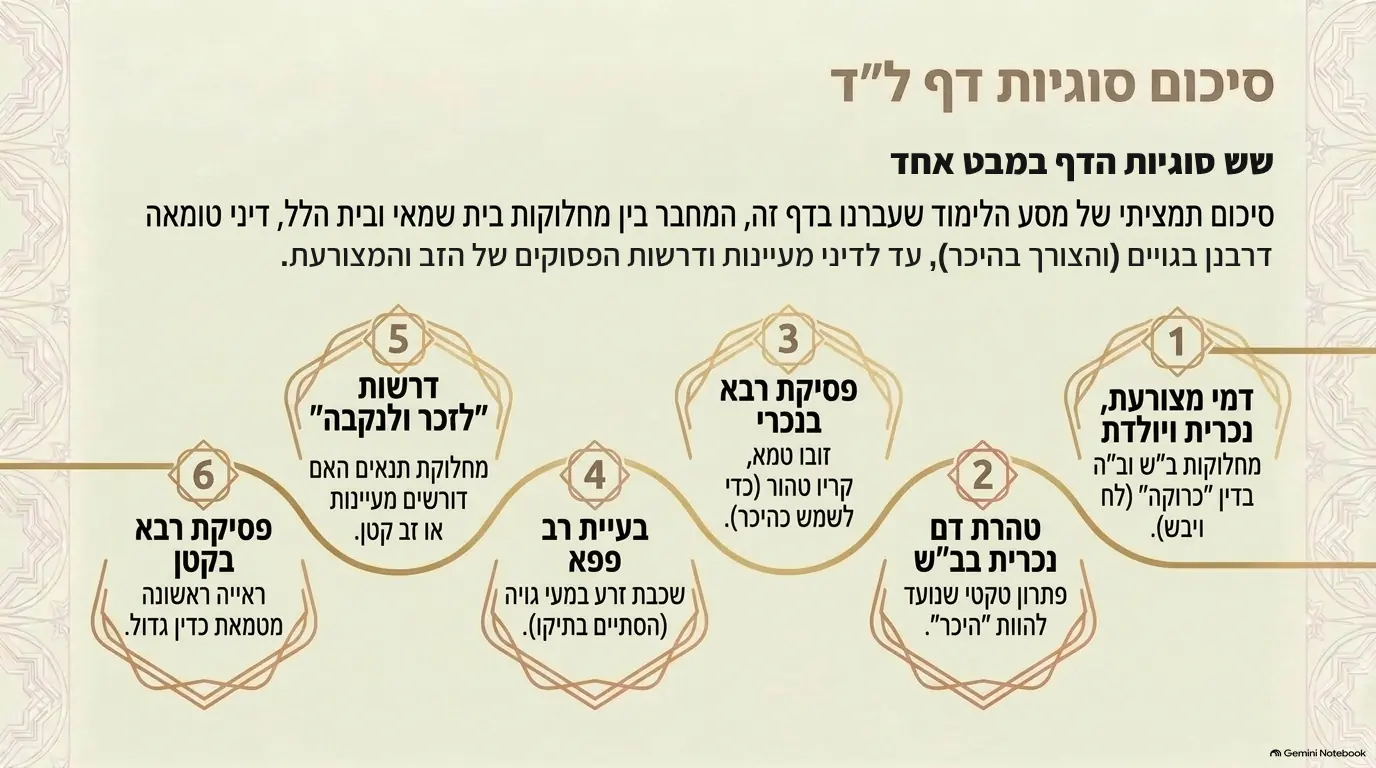 סיכום סוגיות דף ל"ד
שש סוגיות הדף במבט אחד
סיכום תמציתי של מסע הלימוד שעברנו בדף זה, המחבר בין מחלוקות בית שמאי ובית הלל, דיני טומאה
דרבנן בגויים (והצורך בהיכר), עד לדיני מעיינות ודרשות הפסוקים של הזב והמצורעת.
1
דמי מצורעת,
נכרית ויולדת
מחלוקות ב"ש וב"ה
בדין "כרוקה" (לח
ויבש).
2
טהרת דם
נכרית בב"ש
פתרון טקטי שנועד
להוות "היכר".
3
פסיקת רבא
בנכרי
זובו טמא,
קריו טהור (כדי
לשמש כהיכר).
4
בעיית רב
פפא
שכבת זרע במעי גויה
(הסתיים בתיקו).
5
דרשות
"לזכר ולנקבה"
מחלוקת תנאים האם
דורשים מעיינות
או זב קטן.
6
פסיקת רבא
בקטן
ראייה ראשונה
מטמאת כדין גדול.
Gemini Notebook